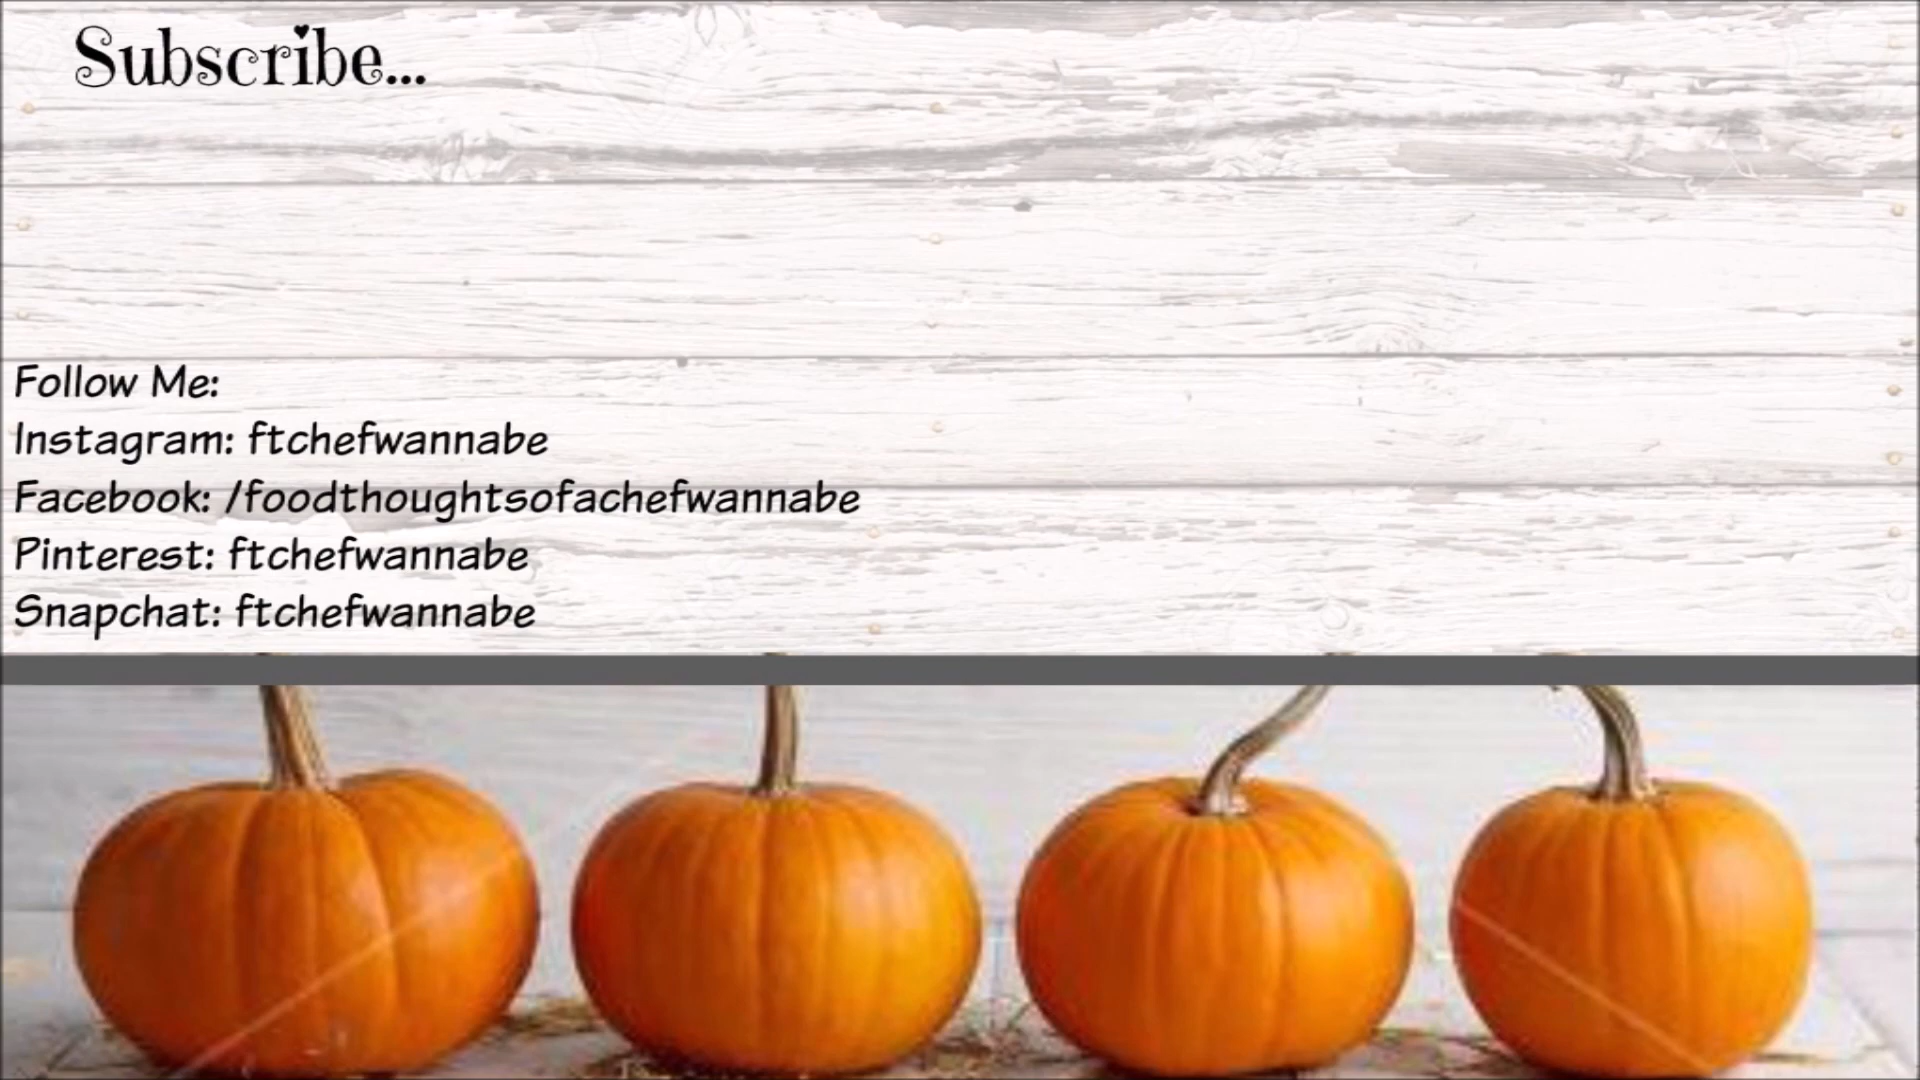 Subscribe...
Follow Me:
Instagram: ftchefwannabe
Facebook: /foodthoughtsofachefwannabe
Pinterest: ftchefwannabe
Snapchat: ftchefwannabe